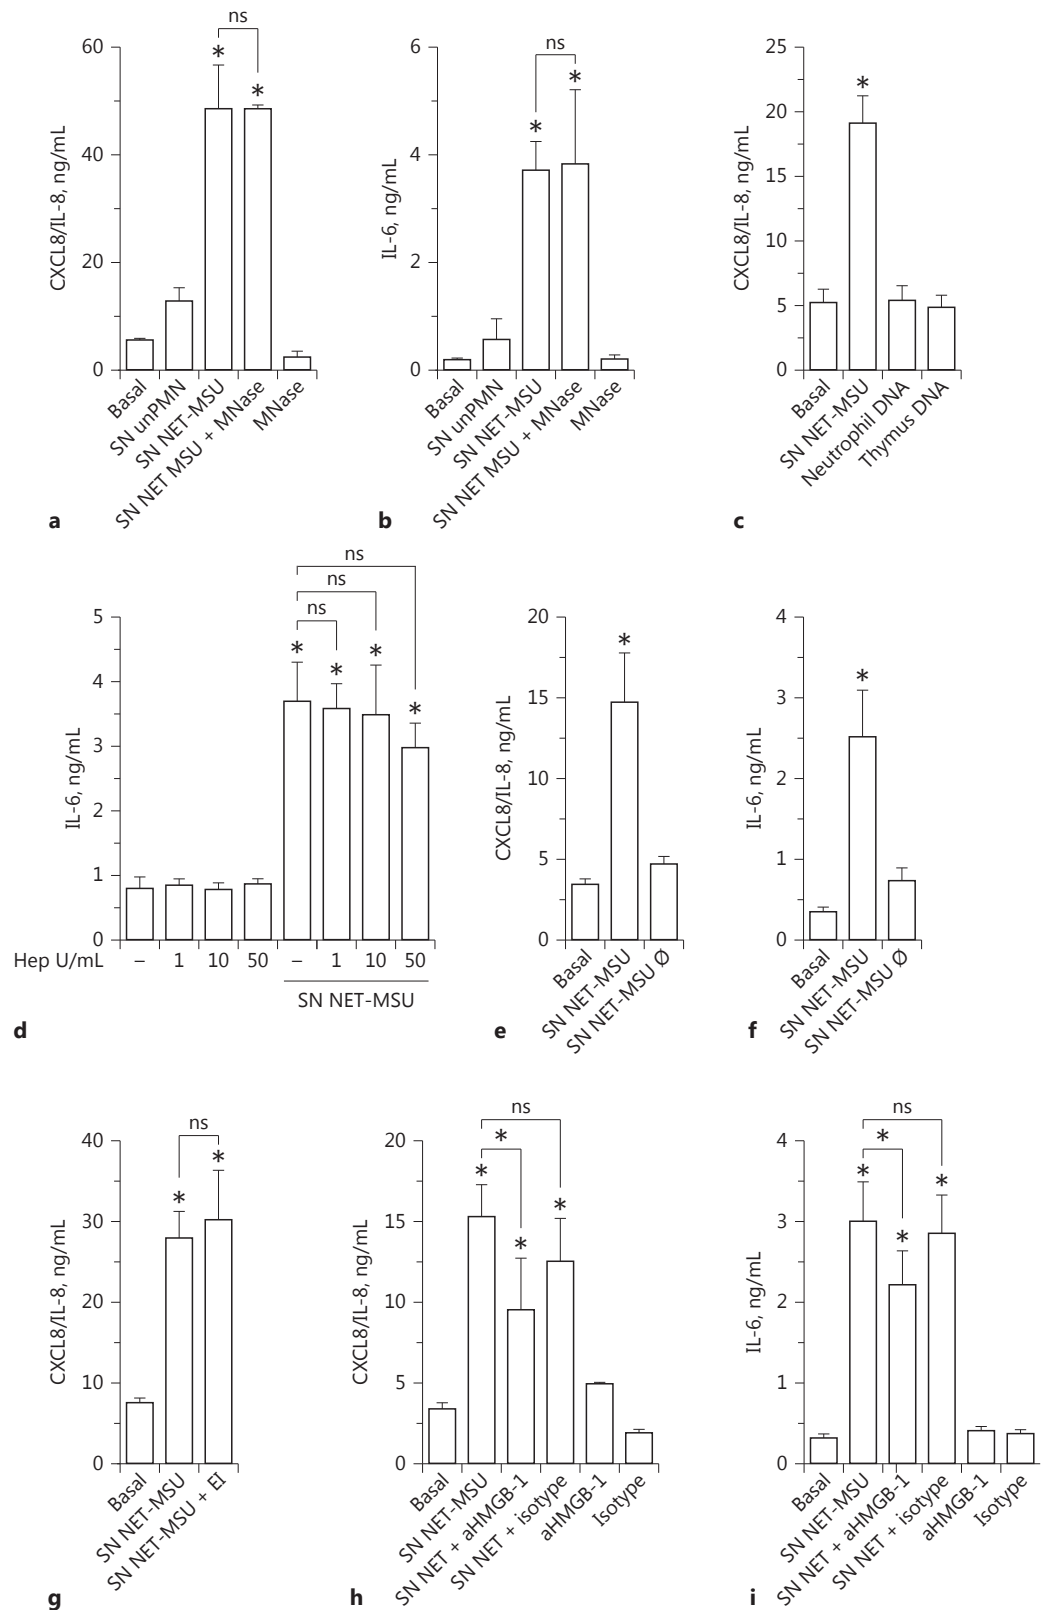 ns
*
*
60
40
20
0
CXCL8/IL-8, ng/mL
Basal
SN unPMN
SN NET-MSU
SN NET MSU + MNase
MNase
a
ns
*
*
6
4
2
0
IL-6, ng/mL
Basal
SN unPMN
SN NET-MSU
SN NET MSU + MNase
MNase
b
*
25
20
15
10
5
0
CXCL8/IL-8, ng/mL
Basal
SN NET-MSU
Neutrophil DNA
Thymus DNA
c
ns
ns
ns
* * * *
5
4
3
2
1
0
IL-6, ng/mL
Hep U/mL – 1 10 50 – 1 10 50
SN NET-MSU
d
*
20
15
10
5
0
CXCL8/IL-8, ng/mL
Basal
SN NET-MSU
SN NET-MSU Ø
e
*
4
3
2
1
0
IL-6, ng/mL
Basal
SN NET-MSU
SN NET-MSU Ø
f
ns
*
*
40
30
20
10
0
CXCL8/IL-8, ng/mL
Basal
SN NET-MSU
SN NET-MSU + EI
g
ns
*
*
*
*
20
15
10
5
0
CXCL8/IL-8, ng/mL
Basal
SN NET-MSU
SN NET + aHMGB-1
SN NET + isotype
aHMGB-1
Isotype
h
ns
*
*
*
*
4
3
2
1
0
IL-6, ng/mL
Basal
SN NET-MSU
SN NET + aHMGB-1
SN NET + isotype
aHMGB-1
Isotype
i